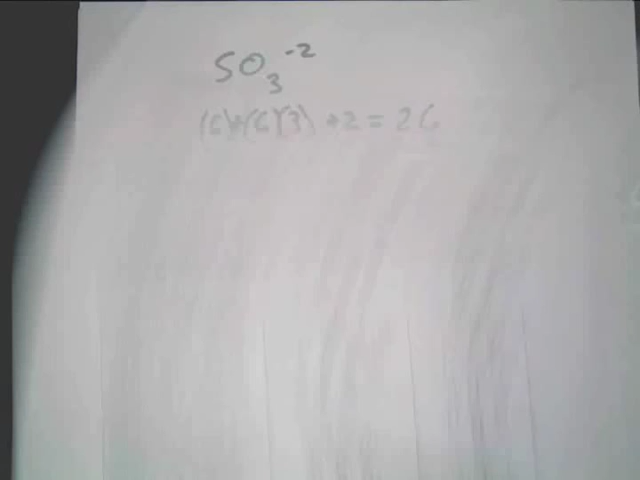 SO₃⁻²
(6)+(6)(3) +2 = 26